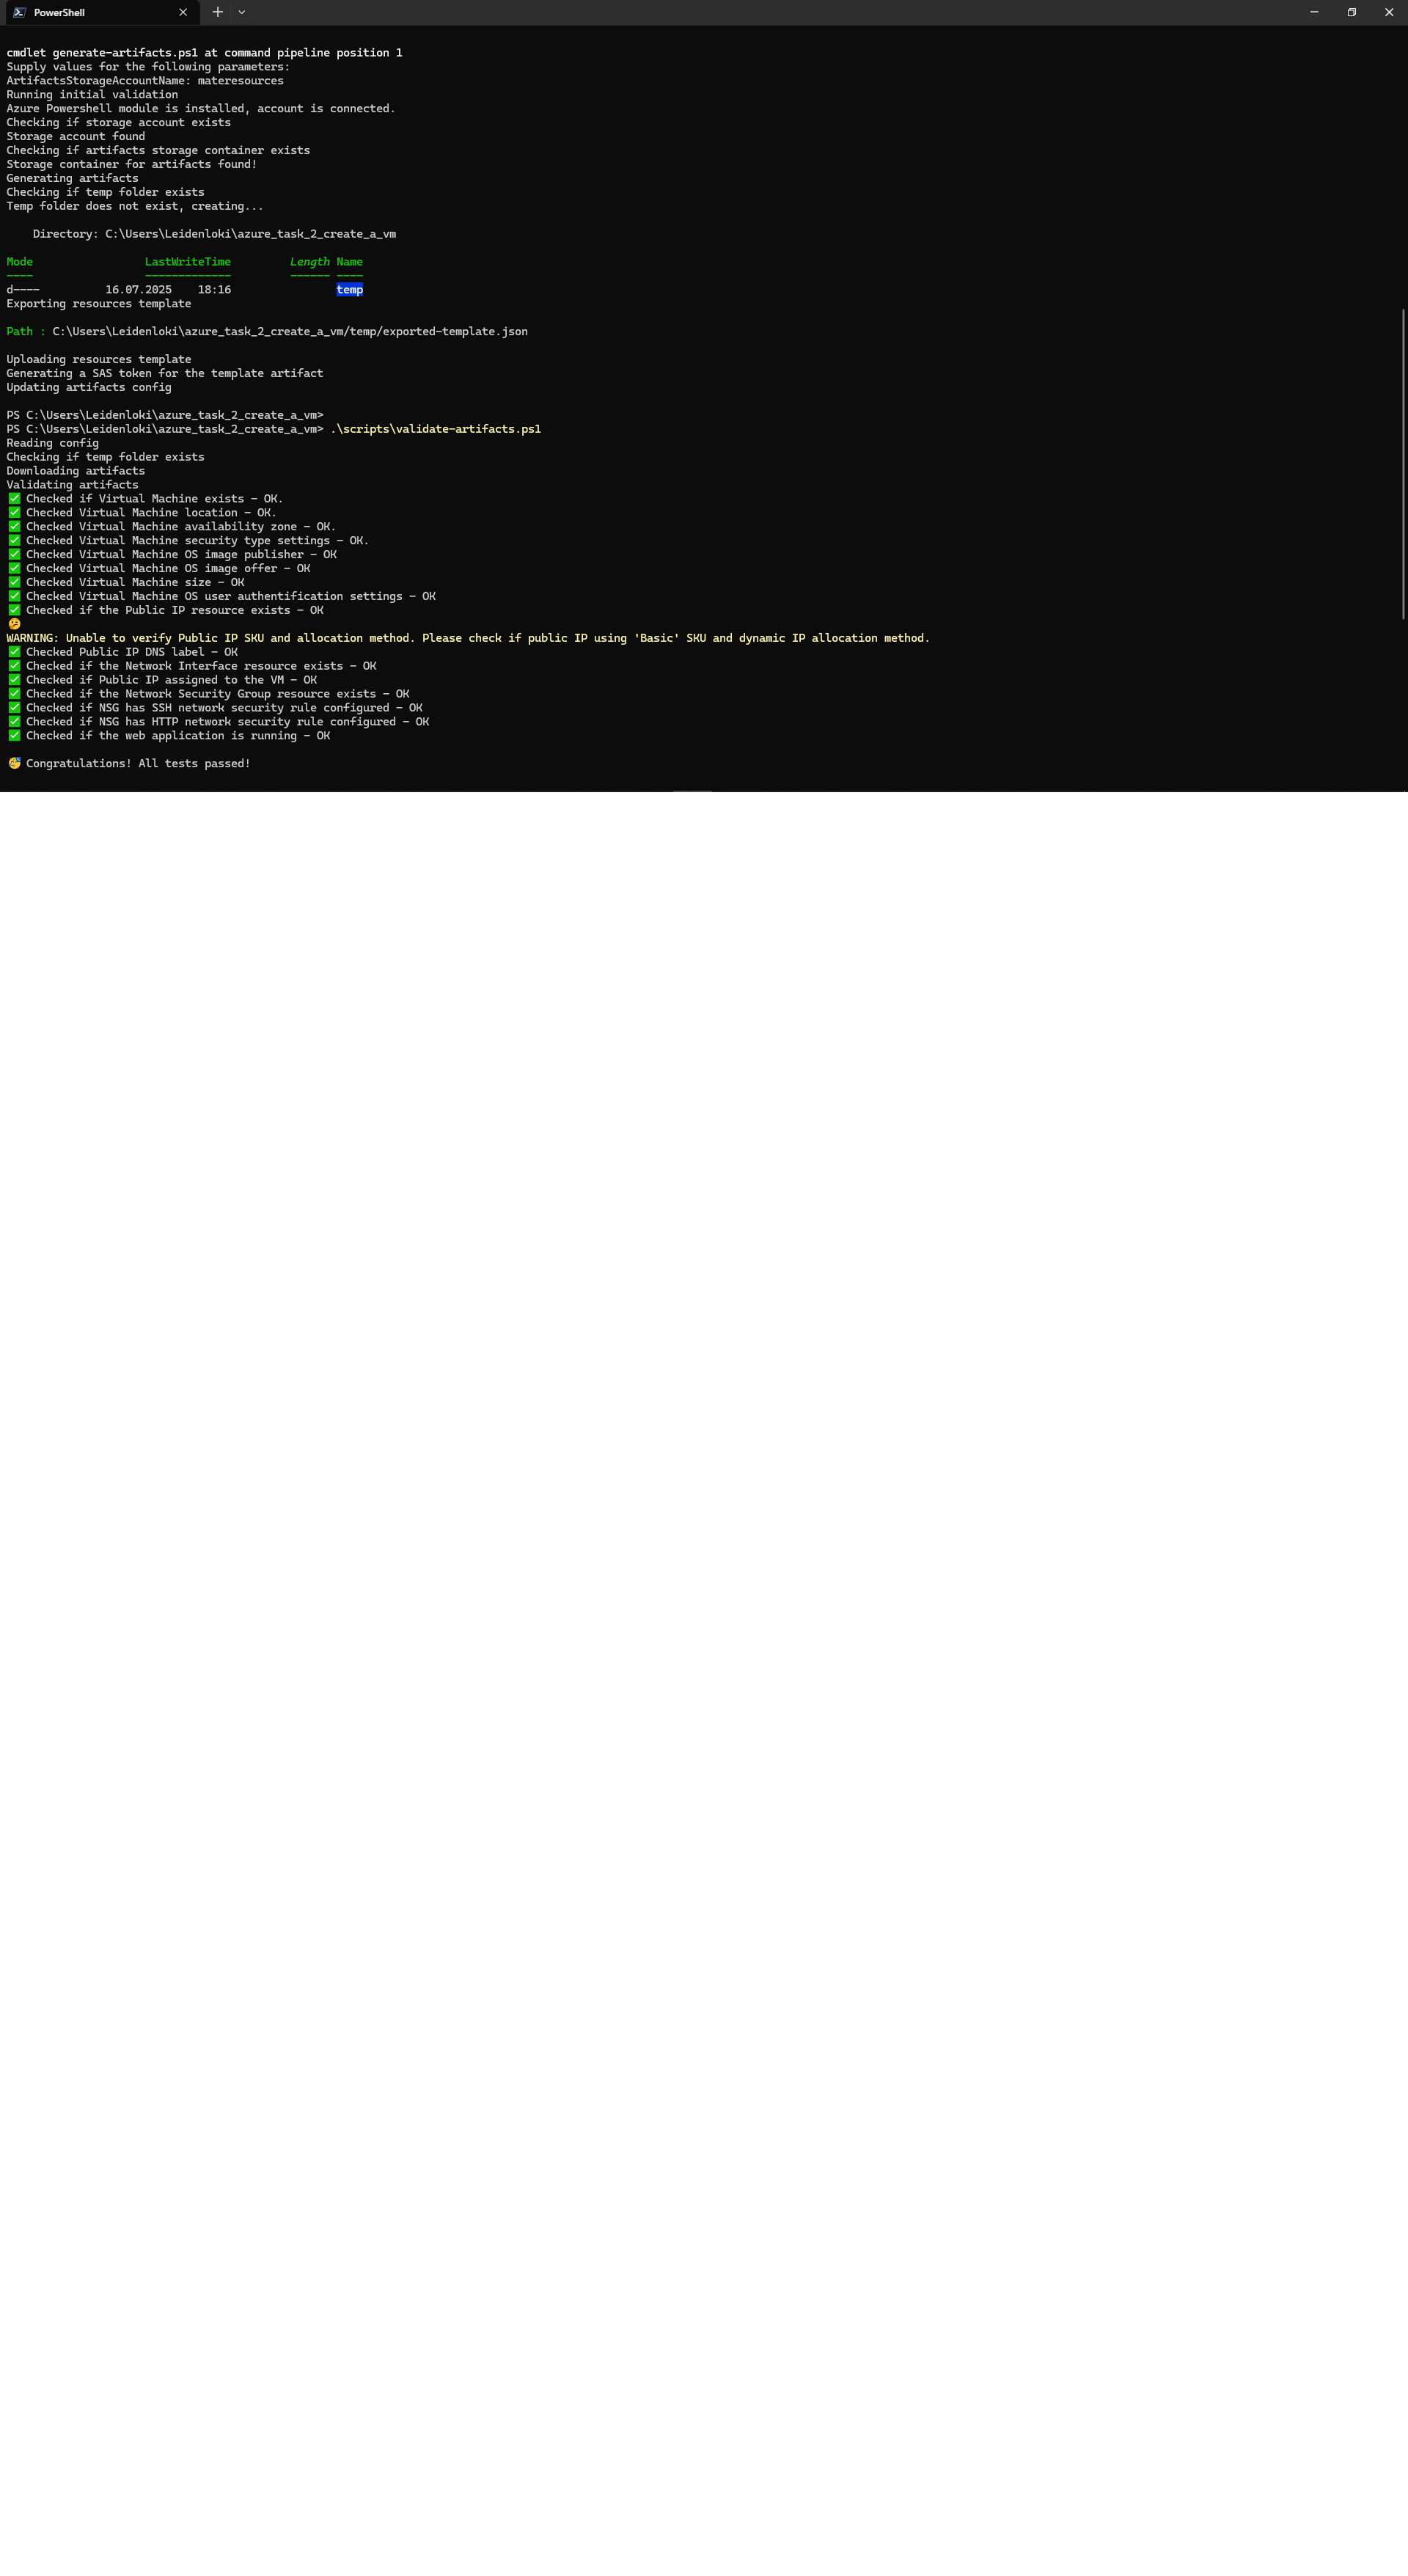 PowerShell
cmdlet generate-artifacts.ps1 at command pipeline position 1
Supply values for the following parameters:
ArtifactsStorageAccountName: materesources
Running initial validation
Azure Powershell module is installed, account is connected.
Checking if storage account exists
Storage account found
Checking if artifacts storage container exists
Storage container for artifacts found!
Generating artifacts
Checking if temp folder exists
Temp folder does not exist, creating...
    Directory: C:\Users\Leidenloki\azure_task_2_create_a_vm
Mode                 LastWriteTime         Length Name
----                 -------------         ------ ----
d----          16.07.2025    18:16                temp
Exporting resources template
Path : C:\Users\Leidenloki\azure_task_2_create_a_vm/temp/exported-template.json
Uploading resources template
Generating a SAS token for the template artifact
Updating artifacts config
PS C:\Users\Leidenloki\azure_task_2_create_a_vm>
PS C:\Users\Leidenloki\azure_task_2_create_a_vm> .\scripts\validate-artifacts.ps1
Reading config
Checking if temp folder exists
Downloading artifacts
Validating artifacts
✅ Checked if Virtual Machine exists - OK.
✅ Checked Virtual Machine location - OK.
✅ Checked Virtual Machine availability zone - OK.
✅ Checked Virtual Machine security type settings - OK.
✅ Checked Virtual Machine OS image publisher - OK
✅ Checked Virtual Machine OS image offer - OK
✅ Checked Virtual Machine size - OK
✅ Checked Virtual Machine OS user authentification settings - OK
✅ Checked if the Public IP resource exists - OK
WARNING: Unable to verify Public IP SKU and allocation method. Please check if public IP using 'Basic' SKU and dynamic IP allocation method.
✅ Checked Public IP DNS label - OK
✅ Checked if the Network Interface resource exists - OK
✅ Checked if Public IP assigned to the VM - OK
✅ Checked if the Network Security Group resource exists - OK
✅ Checked if NSG has SSH network security rule configured - OK
✅ Checked if NSG has HTTP network security rule configured - OK
✅ Checked if the web application is running - OK
🥳 Congratulations! All tests passed!